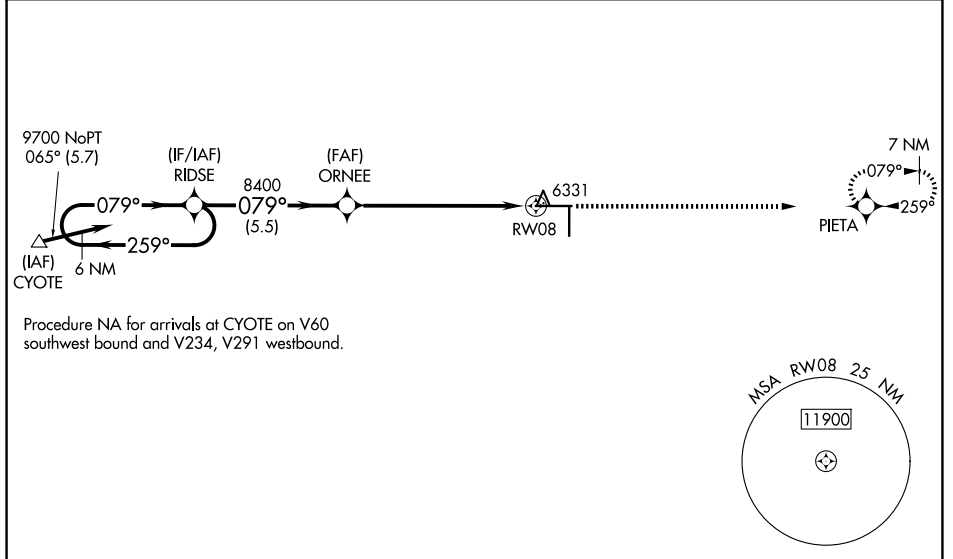 9700 NoPT
065° (5.7)
(IF/IAF)
RIDSE
(FAF)
ORNEE
7 NM
079°
8400
079°
(5.5)
6331
079°
259°
259°
PIETA
RW08
(IAF)
CYOTE
6 NM
Procedure NA for arrivals at CYOTE on V60
southwest bound and V234, V291 westbound.
MSA RW08 25 NM
11900